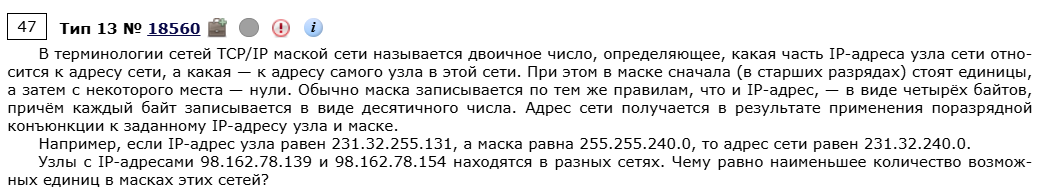 47 Тип 13 № 18560
В терминологии сетей TCP/IP маской сети называется двоичное число, определяющее, какая часть IP-адреса узла сети отно-
сится к адресу сети, а какая — к адресу самого узла в этой сети. При этом в маске сначала (в старших разрядах) стоят единицы,
а затем с некоторого места — нули. Обычно маска записывается по тем же правилам, что и IP-адрес, — в виде четырёх байтов,
причём каждый байт записывается в виде десятичного числа. Адрес сети получается в результате применения поразрядной
конъюнкции к заданному IP-адресу узла и маске.
Например, если IP-адрес узла равен 231.32.255.131, а маска равна 255.255.240.0, то адрес сети равен 231.32.240.0.
Узлы с IP-адресами 98.162.78.139 и 98.162.78.154 находятся в разных сетях. Чему равно наименьшее количество возмож-
ных единиц в масках этих сетей?